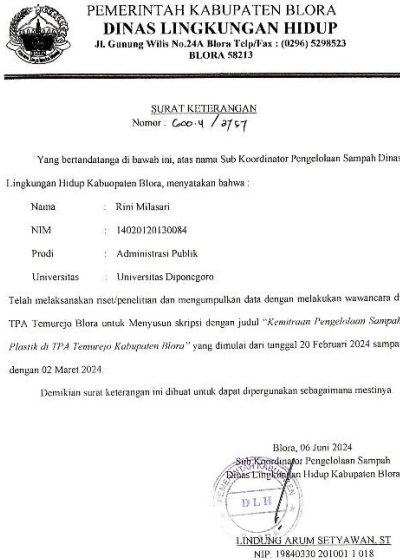 PEMERINTAH KABUPATEN BLORA
DINAS LINGKUNGAN HIDUP
Jl. Gunung Wilis No.24A Blora Telp/Fax : (0296) 5298523
BLORA 58213
SURAT KETERANGAN
Nomor : 600.4 / 2757
Yang bertandatanga di bawah ini, atas nama Sub Koordinator Pengelolaan Sampah Dinas
Lingkungan Hidup Kabuopaten Blora, menyatakan bahwa :
Nama : Rini Milasari
NIM : 14020120130084
Prodi : Administrasi Publik
Universitas : Universitas Diponegoro
Telah melaksanakan riset/penelitian dan mengumpulkan data dengan melakukan wawancara di
TPA Temurejo Blora untuk Menyusun skripsi dengan judul "Kemitraan Pengelolaan Sampah
Plastik di TPA Temurejo Kabupaten Blora" yang dimulai dari tanggal 20 Februari 2024 sampa
dengan 02 Maret 2024.
Demikian surat keterangan ini dibuat untuk dapat dipergunakan sebagaimana mestinya.
Blora, 06 Juni 2024
Sub Koordinator Pengelolaan Sampah
Dinas Lingkungan Hidup Kabupaten Blora
PEMERINTAH KABUPATEN
DLH
LINDUNG ARUM SETYAWAN, ST
NIP. 19840330 201001 1 018